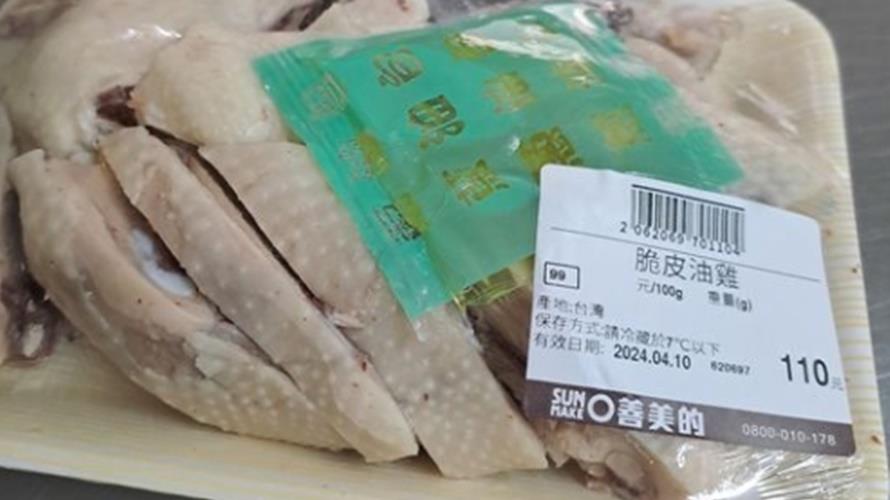 2 062069 701104
脆皮油雞
99
元/100g 重量(g)
產地:台灣
保存方式:請冷藏於7℃以下
有效日期: 2024.04.10 620697
110元
SUN MAKE 善美的
0800-010-178